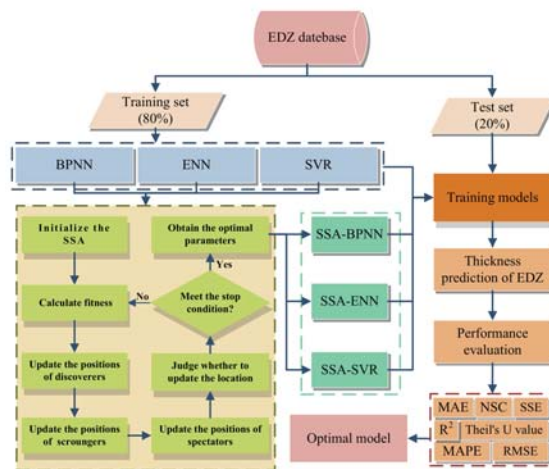 EDZ datebase
Training set
(80%)
Test set
(20%)
BPNN
ENN
SVR
Initialize the
SSA
Obtain the optimal
parameters
Yes
Calculate fitness
No
Meet the stop
condition?
Update the positions
of discoverers
Judge whether to
update the location
Update the positions
of scroungers
Update the positions of
spectators
SSA-BPNN
SSA-ENN
SSA-SVR
Training models
Thickness
prediction of EDZ
Performance
evaluation
MAE NSC SSE
R² Theil's U value
MAPE RMSE
Optimal model